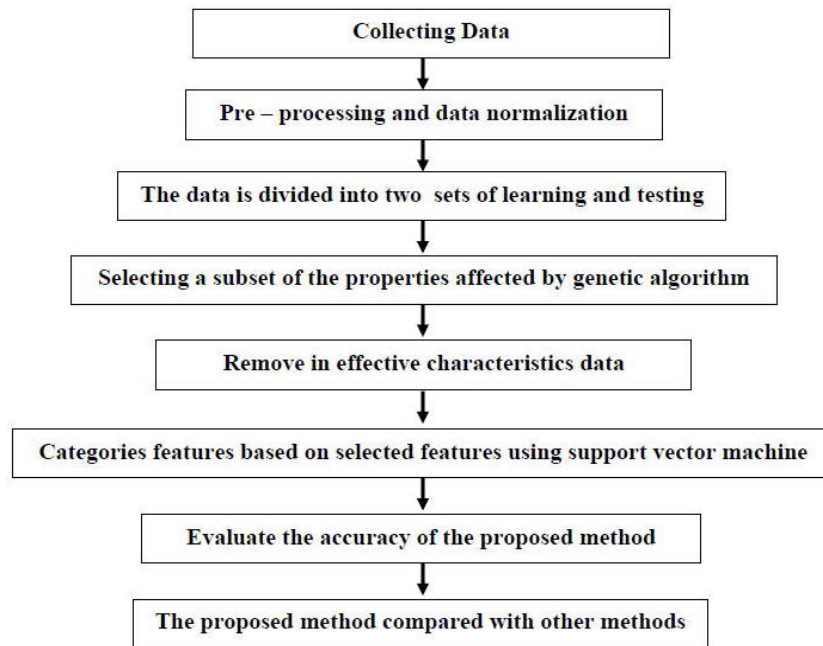 Collecting Data
Pre – processing and data normalization
The data is divided into two sets of learning and testing
Selecting a subset of the properties affected by genetic algorithm
Remove in effective characteristics data
Categories features based on selected features using support vector machine
Evaluate the accuracy of the proposed method
The proposed method compared with other methods